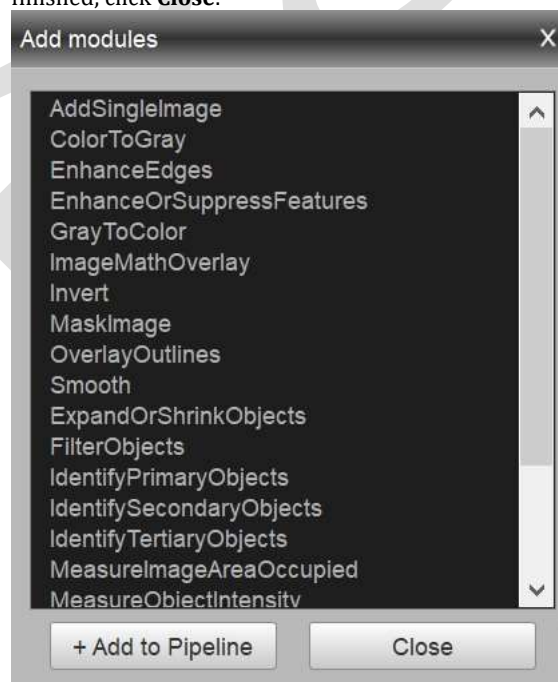 finished, click Close.
Add modules X
AddSingleImage
ColorToGray
EnhanceEdges
EnhanceOrSuppressFeatures
GrayToColor
ImageMathOverlay
Invert
MaskImage
OverlayOutlines
Smooth
ExpandOrShrinkObjects
FilterObjects
IdentifyPrimaryObjects
IdentifySecondaryObjects
IdentifyTertiaryObjects
MeasureImageAreaOccupied
MeasureObjectIntensity
+ Add to Pipeline Close